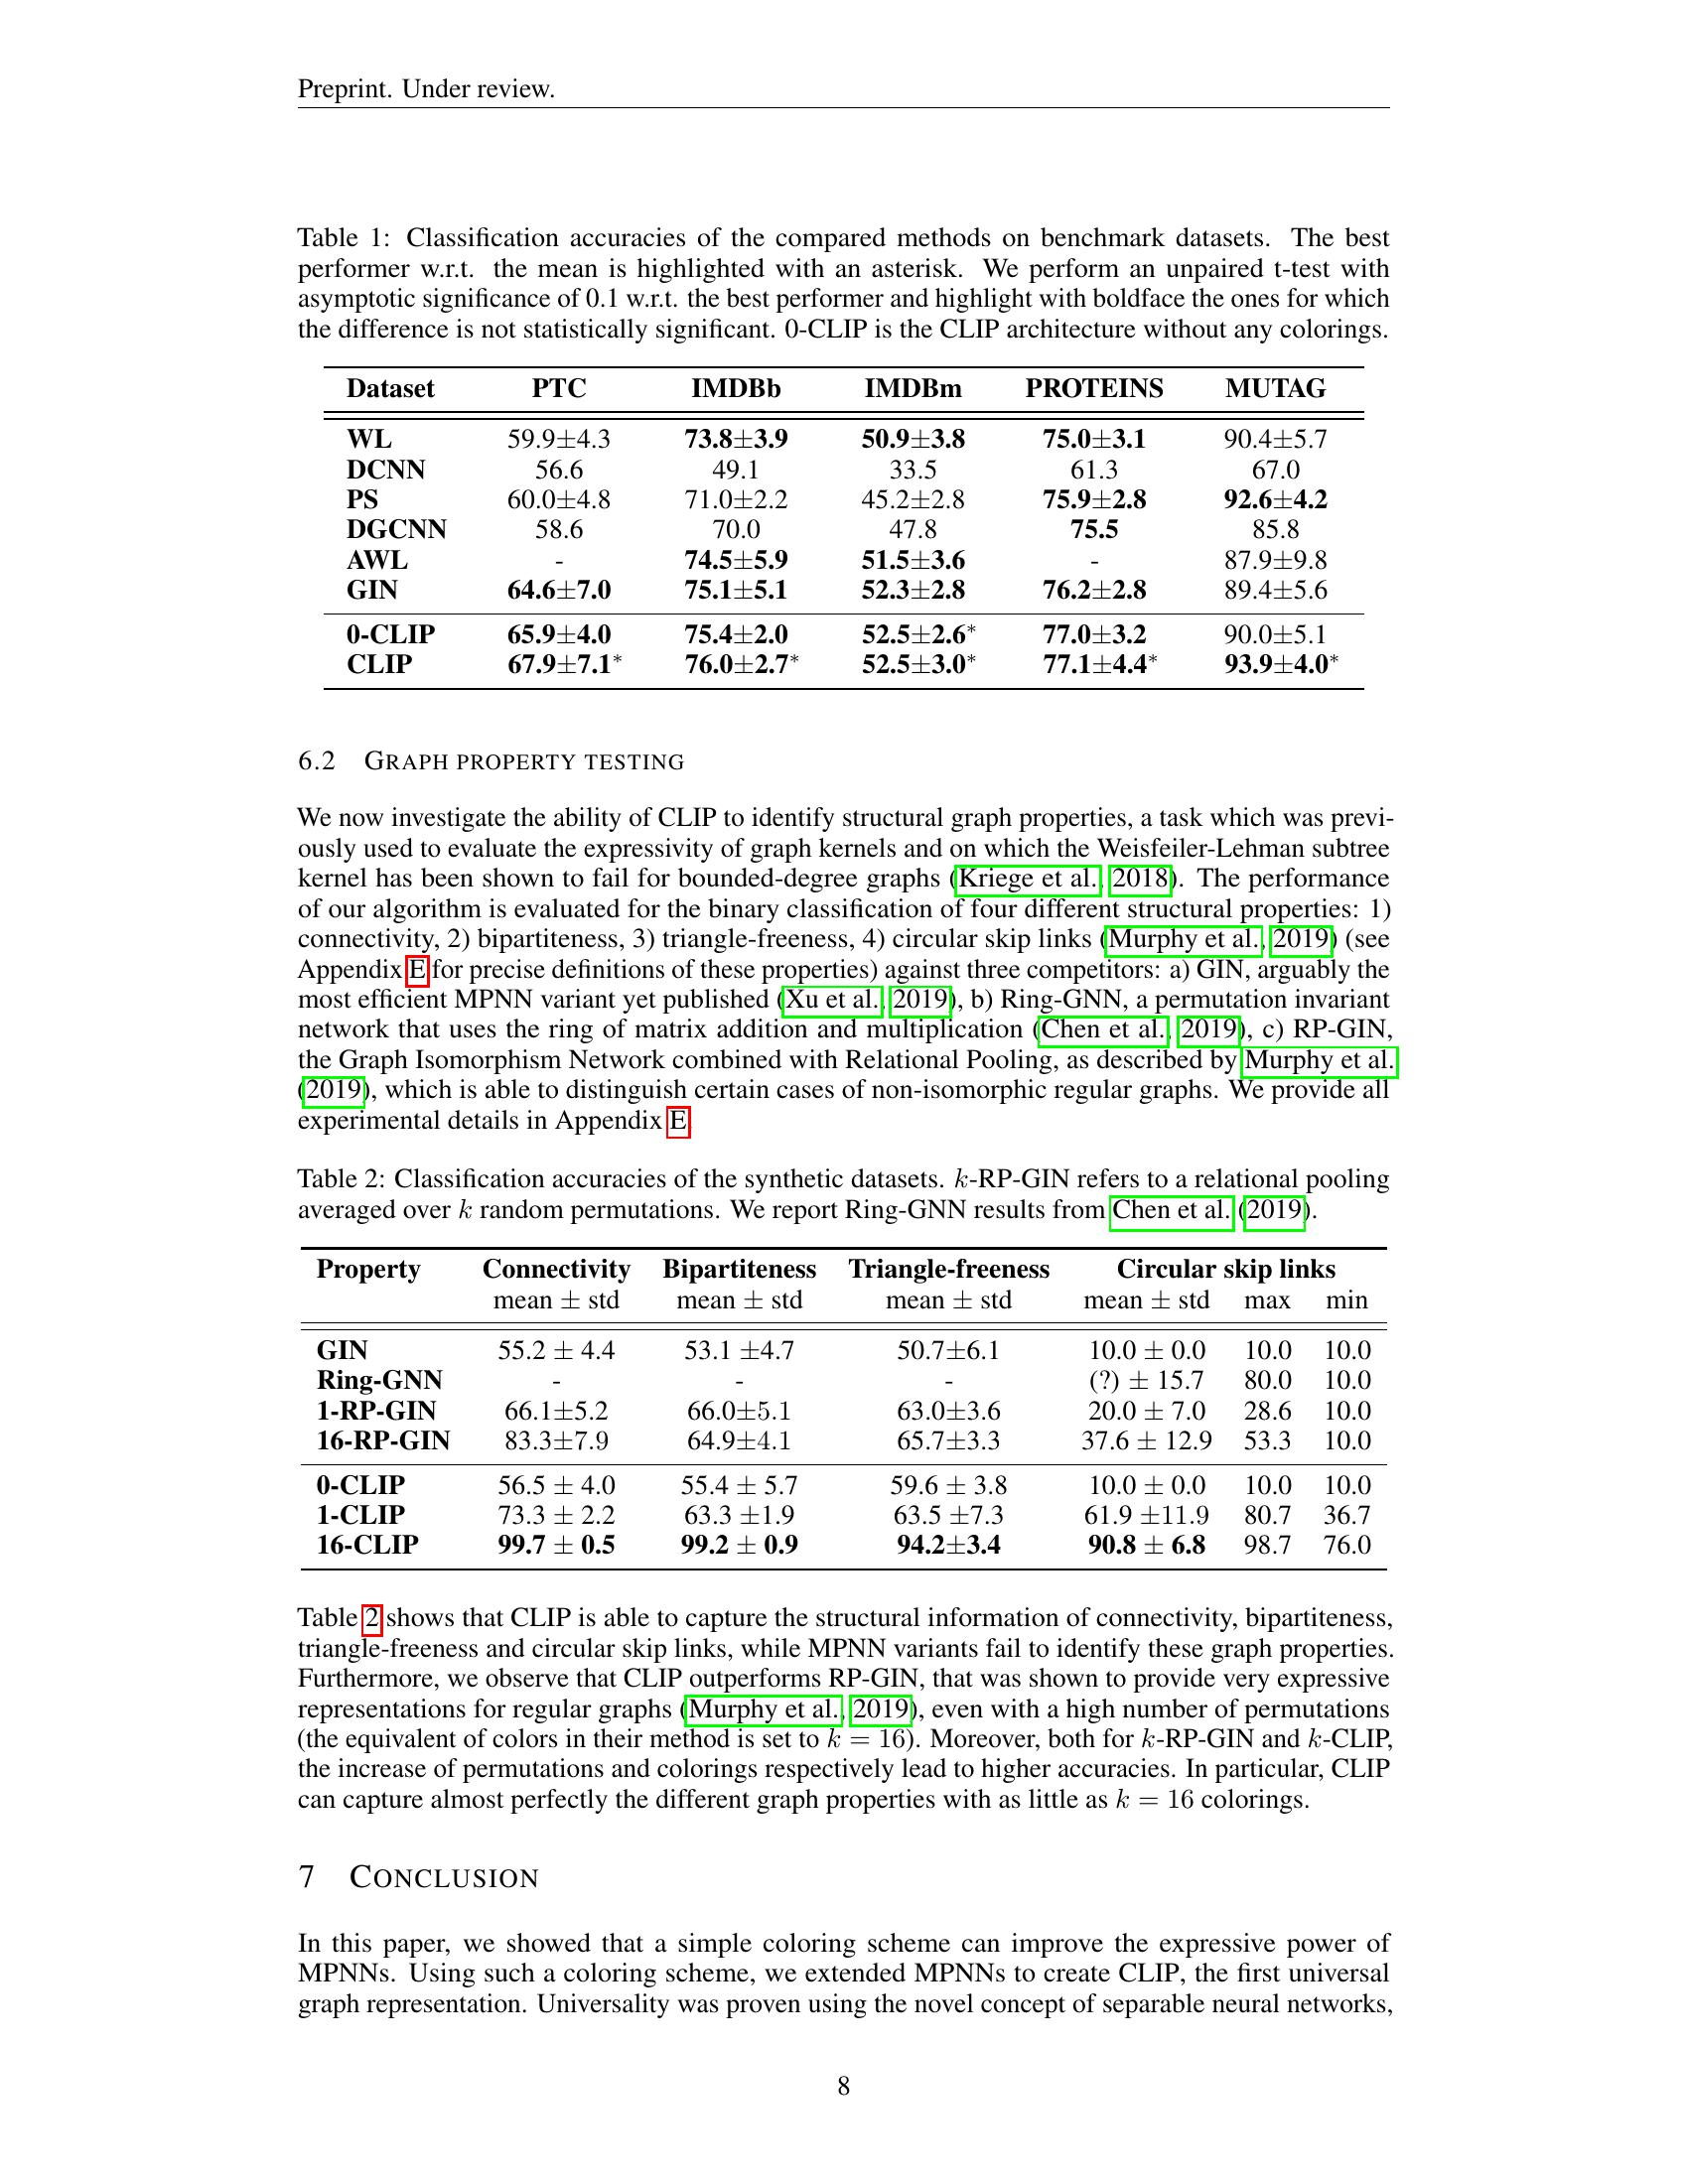 Preprint. Under review.
Table 1: Classification accuracies of the compared methods on benchmark datasets. The best
performer w.r.t. the mean is highlighted with an asterisk. We perform an unpaired t-test with
asymptotic significance of 0.1 w.r.t. the best performer and highlight with boldface the ones for which
the difference is not statistically significant. 0-CLIP is the CLIP architecture without any colorings.
Dataset PTC IMDBb IMDBm PROTEINS MUTAG
WL 59.9±4.3 73.8±3.9 50.9±3.8 75.0±3.1 90.4±5.7
DCNN 56.6 49.1 33.5 61.3 67.0
PS 60.0±4.8 71.0±2.2 45.2±2.8 75.9±2.8 92.6±4.2
DGCNN 58.6 70.0 47.8 75.5 85.8
AWL - 74.5±5.9 51.5±3.6 - 87.9±9.8
GIN 64.6±7.0 75.1±5.1 52.3±2.8 76.2±2.8 89.4±5.6
0-CLIP 65.9±4.0 75.4±2.0 52.5±2.6* 77.0±3.2 90.0±5.1
CLIP 67.9±7.1* 76.0±2.7* 52.5±3.0* 77.1±4.4* 93.9±4.0*
6.2 GRAPH PROPERTY TESTING
We now investigate the ability of CLIP to identify structural graph properties, a task which was previ-
ously used to evaluate the expressivity of graph kernels and on which the Weisfeiler-Lehman subtree
kernel has been shown to fail for bounded-degree graphs (Kriege et al., 2018). The performance
of our algorithm is evaluated for the binary classification of four different structural properties: 1)
connectivity, 2) bipartiteness, 3) triangle-freeness, 4) circular skip links (Murphy et al., 2019) (see
Appendix E for precise definitions of these properties) against three competitors: a) GIN, arguably the
most efficient MPNN variant yet published (Xu et al., 2019), b) Ring-GNN, a permutation invariant
network that uses the ring of matrix addition and multiplication (Chen et al., 2019), c) RP-GIN,
the Graph Isomorphism Network combined with Relational Pooling, as described by Murphy et al.
(2019), which is able to distinguish certain cases of non-isomorphic regular graphs. We provide all
experimental details in Appendix E.
Table 2: Classification accuracies of the synthetic datasets. k-RP-GIN refers to a relational pooling
averaged over k random permutations. We report Ring-GNN results from Chen et al. (2019).
Property Connectivity Bipartiteness Triangle-freeness Circular skip links
mean ± std mean ± std mean ± std mean ± std max min
GIN 55.2 ± 4.4 53.1 ±4.7 50.7±6.1 10.0 ± 0.0 10.0 10.0
Ring-GNN - - - (?) ± 15.7 80.0 10.0
1-RP-GIN 66.1±5.2 66.0±5.1 63.0±3.6 20.0 ± 7.0 28.6 10.0
16-RP-GIN 83.3±7.9 64.9±4.1 65.7±3.3 37.6 ± 12.9 53.3 10.0
0-CLIP 56.5 ± 4.0 55.4 ± 5.7 59.6 ± 3.8 10.0 ± 0.0 10.0 10.0
1-CLIP 73.3 ± 2.2 63.3 ±1.9 63.5 ±7.3 61.9 ±11.9 80.7 36.7
16-CLIP 99.7 ± 0.5 99.2 ± 0.9 94.2±3.4 90.8 ± 6.8 98.7 76.0
Table 2 shows that CLIP is able to capture the structural information of connectivity, bipartiteness,
triangle-freeness and circular skip links, while MPNN variants fail to identify these graph properties.
Furthermore, we observe that CLIP outperforms RP-GIN, that was shown to provide very expressive
representations for regular graphs (Murphy et al., 2019), even with a high number of permutations
(the equivalent of colors in their method is set to k = 16). Moreover, both for k-RP-GIN and k-CLIP,
the increase of permutations and colorings respectively lead to higher accuracies. In particular, CLIP
can capture almost perfectly the different graph properties with as little as k = 16 colorings.
7 CONCLUSION
In this paper, we showed that a simple coloring scheme can improve the expressive power of
MPNNs. Using such a coloring scheme, we extended MPNNs to create CLIP, the first universal
graph representation. Universality was proven using the novel concept of separable neural networks,
8